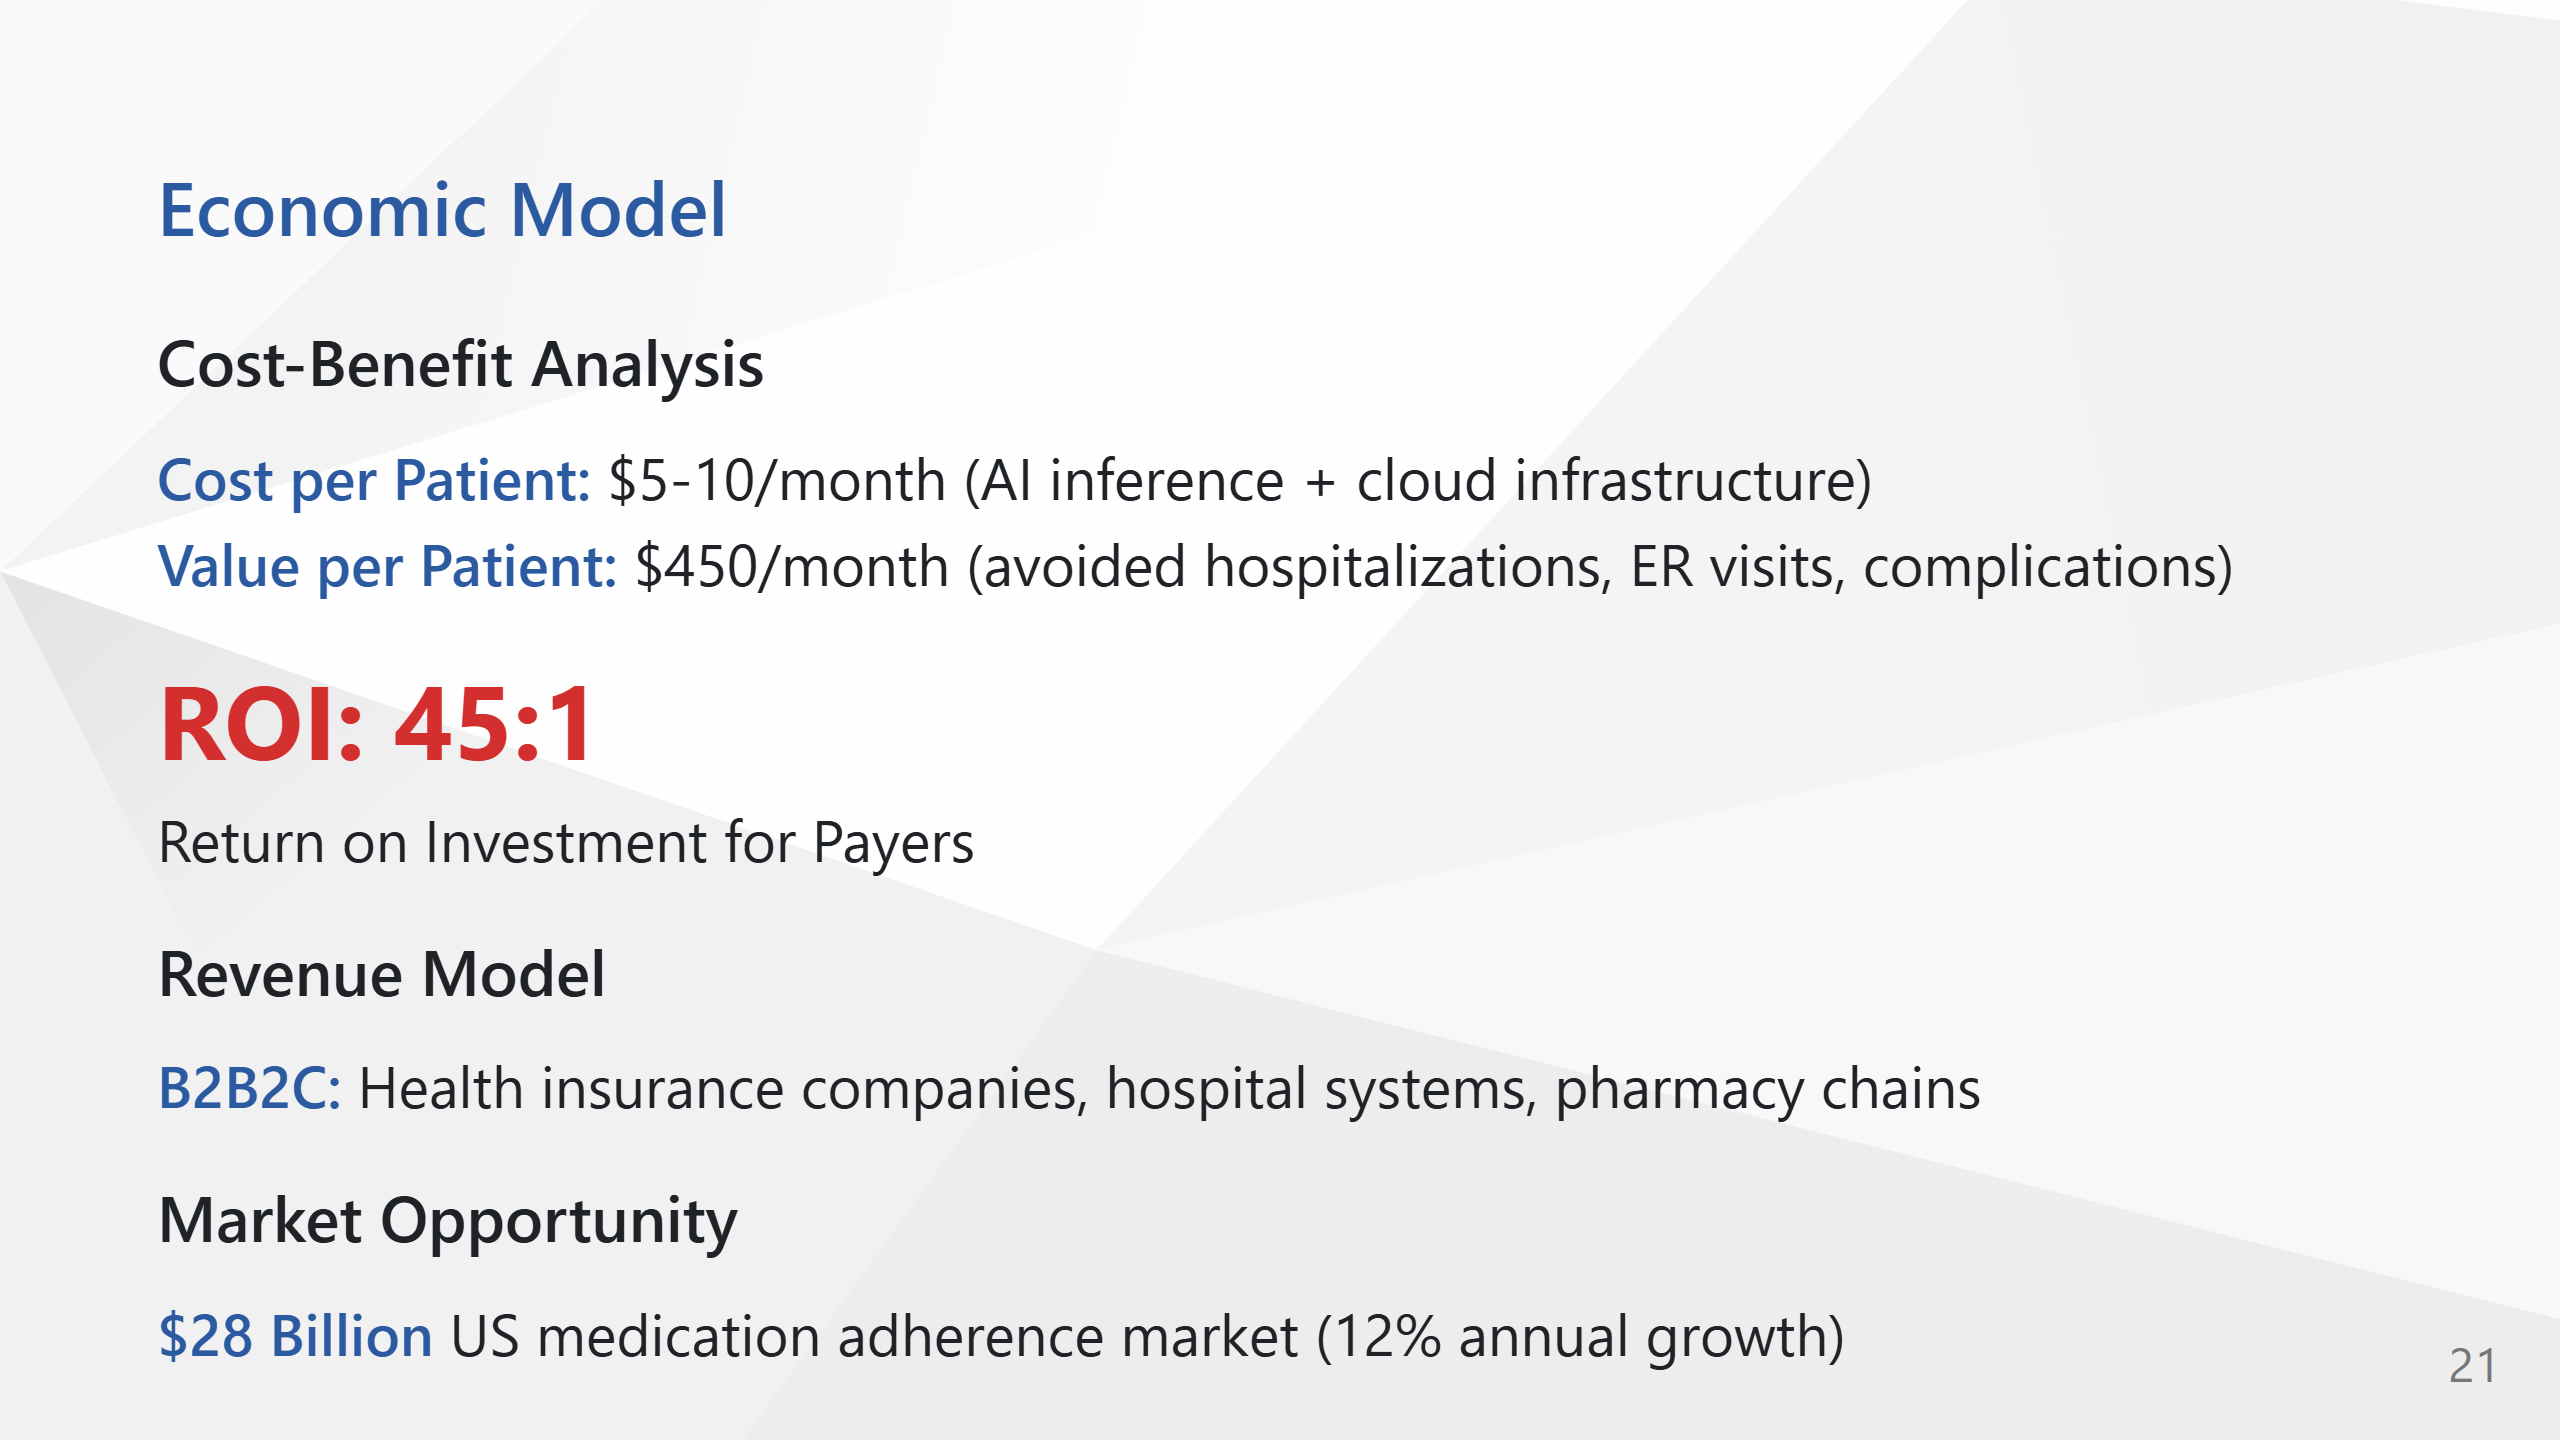 Economic Model
Cost-Benefit Analysis
Cost per Patient: $5-10/month (AI inference + cloud infrastructure)
Value per Patient: $450/month (avoided hospitalizations, ER visits, complications)
ROI: 45:1
Return on Investment for Payers
Revenue Model
B2B2C: Health insurance companies, hospital systems, pharmacy chains
Market Opportunity
$28 Billion US medication adherence market (12% annual growth)
21